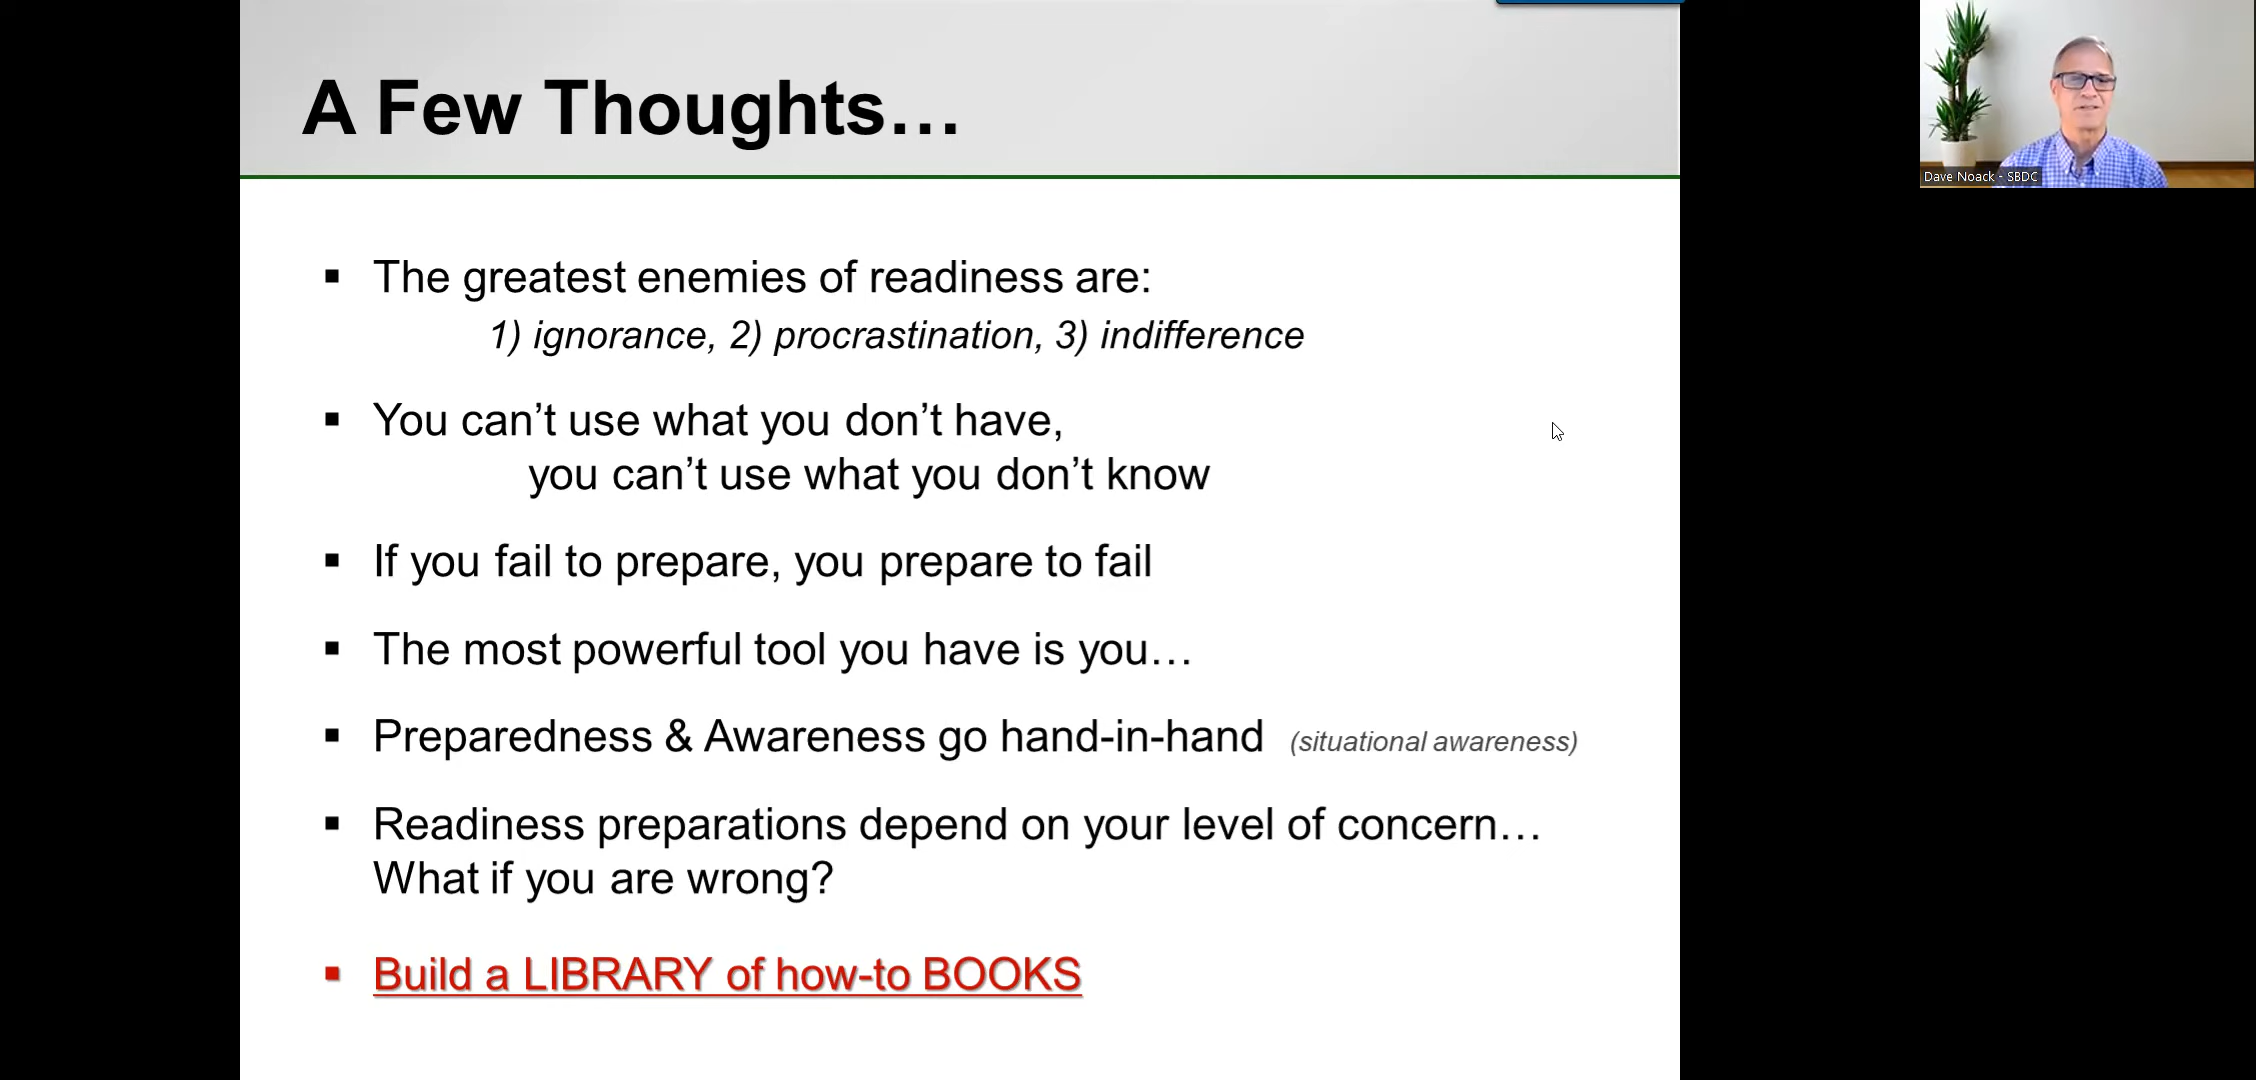 A Few Thoughts…
Dave Noack - SBDC
▪ The greatest enemies of readiness are:
1) ignorance, 2) procrastination, 3) indifference
▪ You can’t use what you don’t have,
you can’t use what you don’t know
▪ If you fail to prepare, you prepare to fail
▪ The most powerful tool you have is you…
▪ Preparedness & Awareness go hand-in-hand (situational awareness)
▪ Readiness preparations depend on your level of concern…
What if you are wrong?
▪ Build a LIBRARY of how-to BOOKS